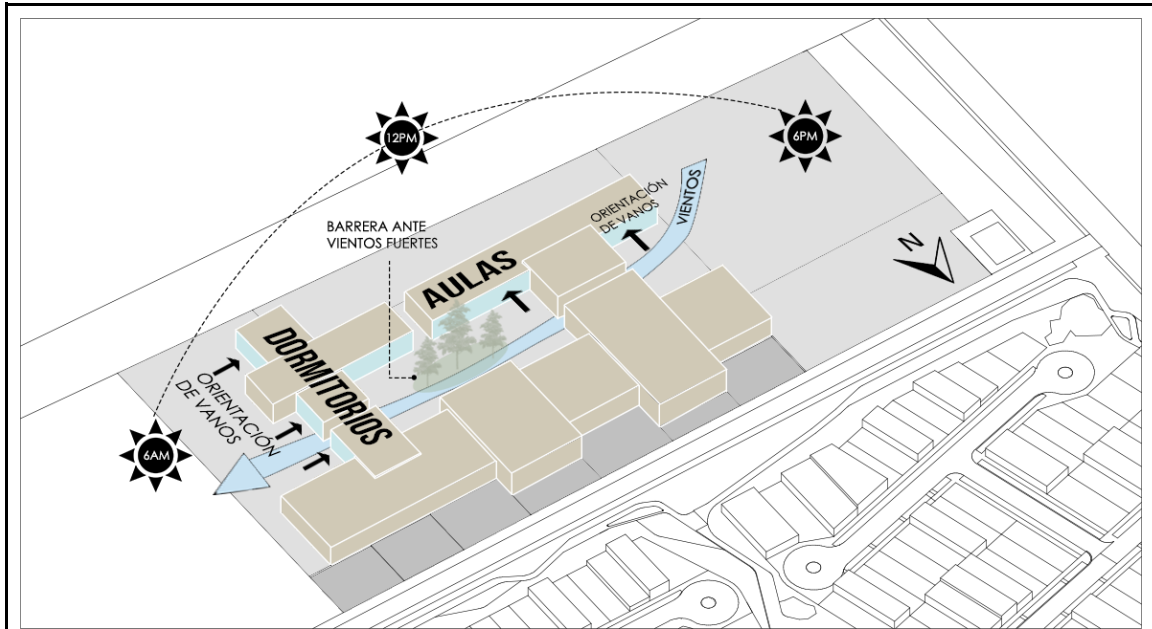 12PM
6PM
BARRERA ANTE
VIENTOS FUERTES
ORIENTACIÓN
DE VANOS
VIENTOS
N
AULAS
DORMITORIOS
ORIENTACIÓN
DE VANOS
6AM